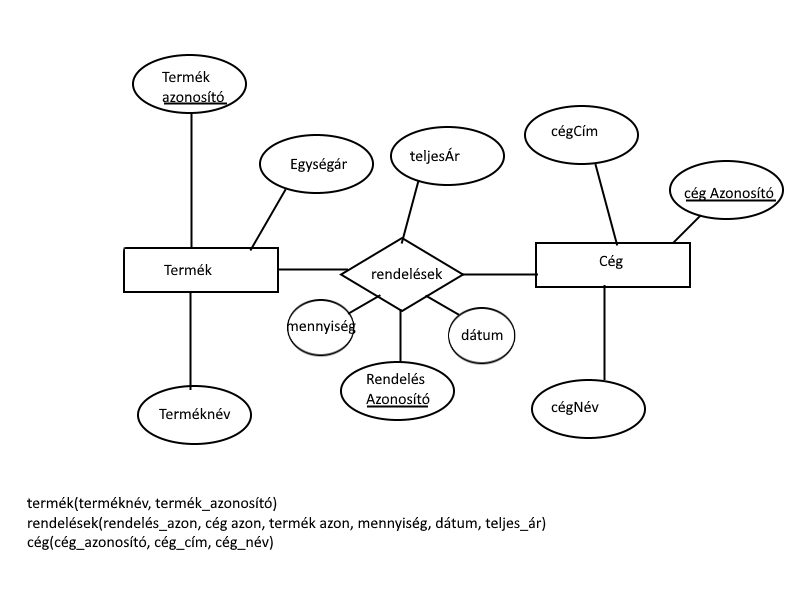 Termék
azonosító
Egységár
teljesÁr
cégCím
cég Azonosító
Termék
rendelések
Cég
mennyiség
dátum
Rendelés
Azonosító
Terméknév
cégNév
termék(terméknév, termék_azonosító)
rendelések(rendelés_azon, cég azon, termék azon, mennyiség, dátum, teljes_ár)
cég(cég_azonosító, cég_cím, cég_név)